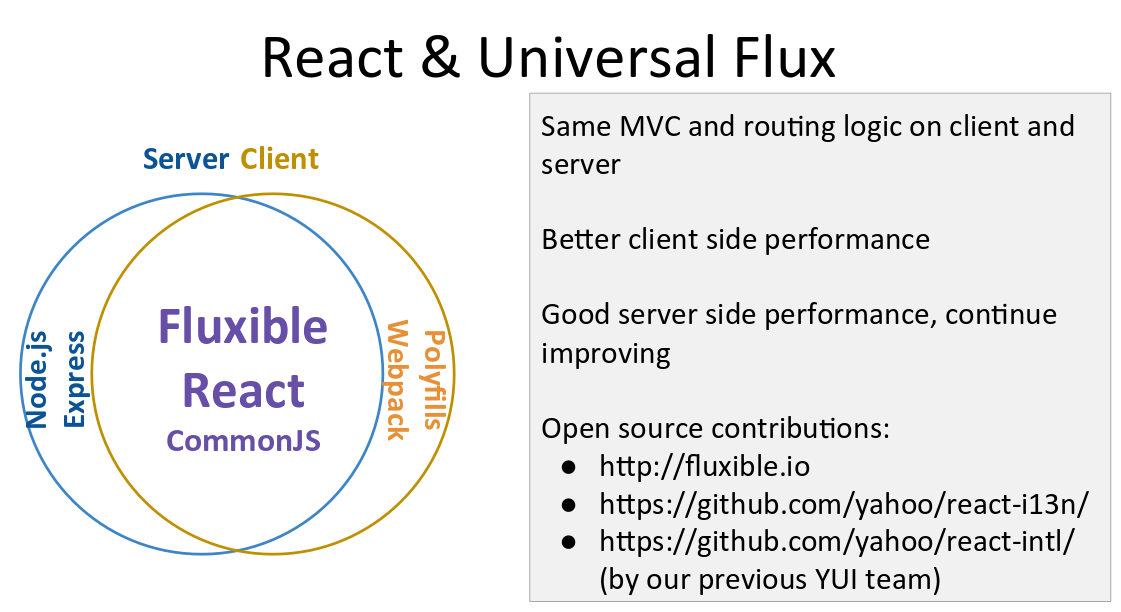 React & Universal Flux
Server Client
Node.js
Express
Fluxible
React
CommonJS
Webpack
Polyfills
Same MVC and routing logic on client and
server
Better client side performance
Good server side performance, continue
improving
Open source contributions:
● http://fluxible.io
● https://github.com/yahoo/react-i13n/
● https://github.com/yahoo/react-intl/
(by our previous YUI team)